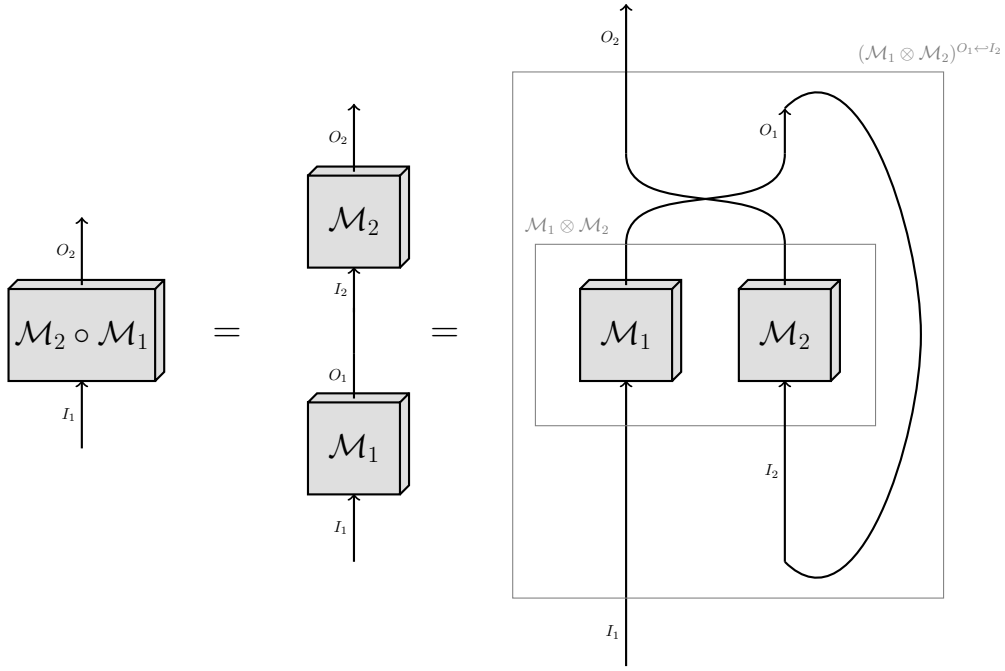 O₂
M₂ ∘ M₁
I₁
=
O₂
M₂
I₂
O₁
M₁
I₁
=
O₂
(M₁ ⊗ M₂)^{O₁↩I₂}
O₁
M₁ ⊗ M₂
M₁
M₂
I₂
I₁